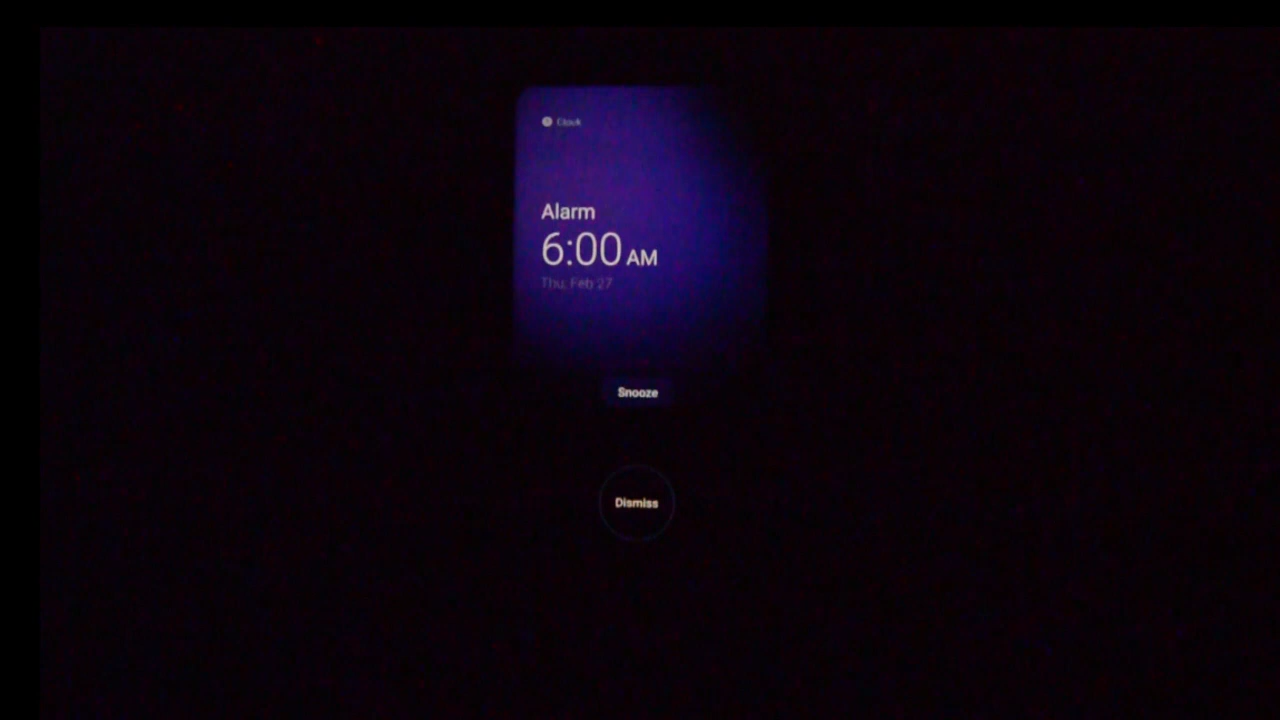 Clock
Alarm
6:00 AM
Thu, Feb 27
Snooze
Dismiss